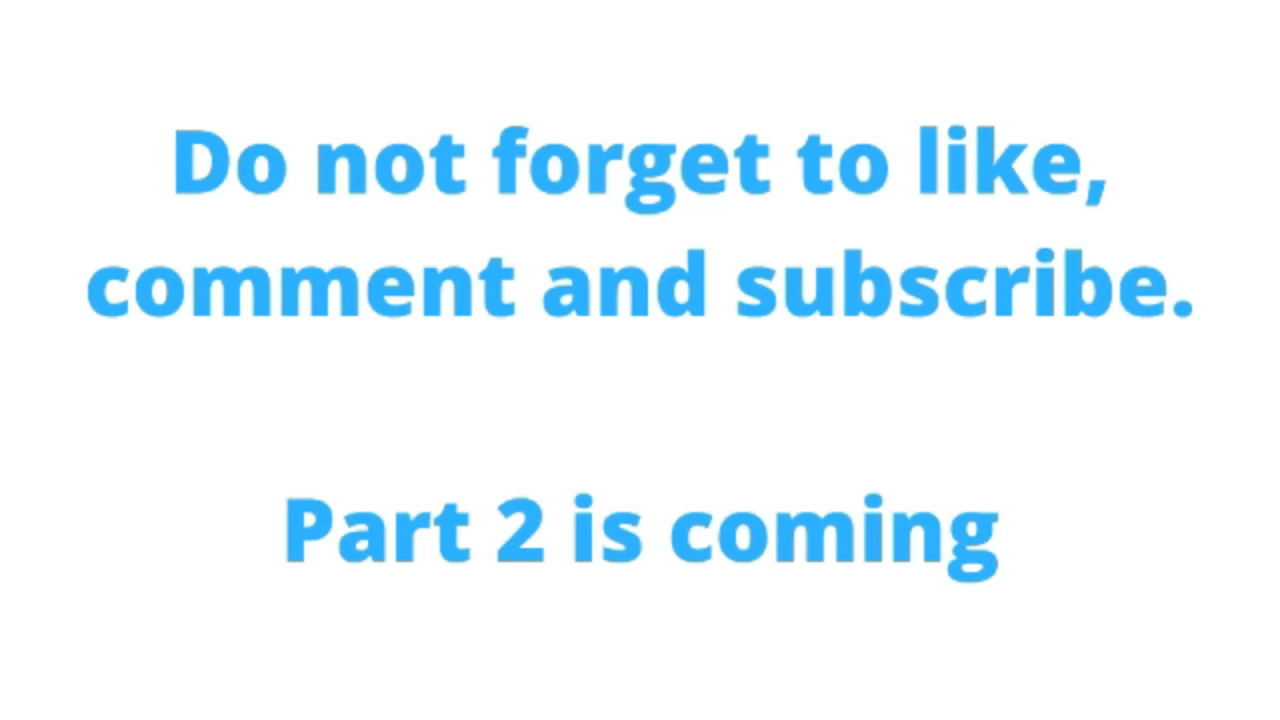 Do not forget to like,
comment and subscribe.
Part 2 is coming